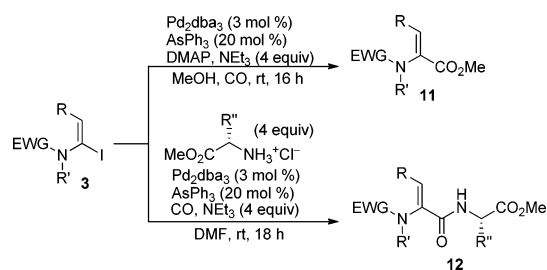 Pd₂dba₃ (3 mol %)
AsPh₃ (20 mol %)
DMAP, NEt₃ (4 equiv)
MeOH, CO, rt, 16 h
R
EWG
N
R'
CO₂Me
11
R
EWG
N
R'
I
3
R"
(4 equiv)
MeO₂C
NH₃⁺Cl⁻
Pd₂dba₃ (3 mol %)
AsPh₃ (20 mol %)
CO, NEt₃ (4 equiv)
DMF, rt, 18 h
R
H
EWG
N
N
CO₂Me
R'
O
R"
12